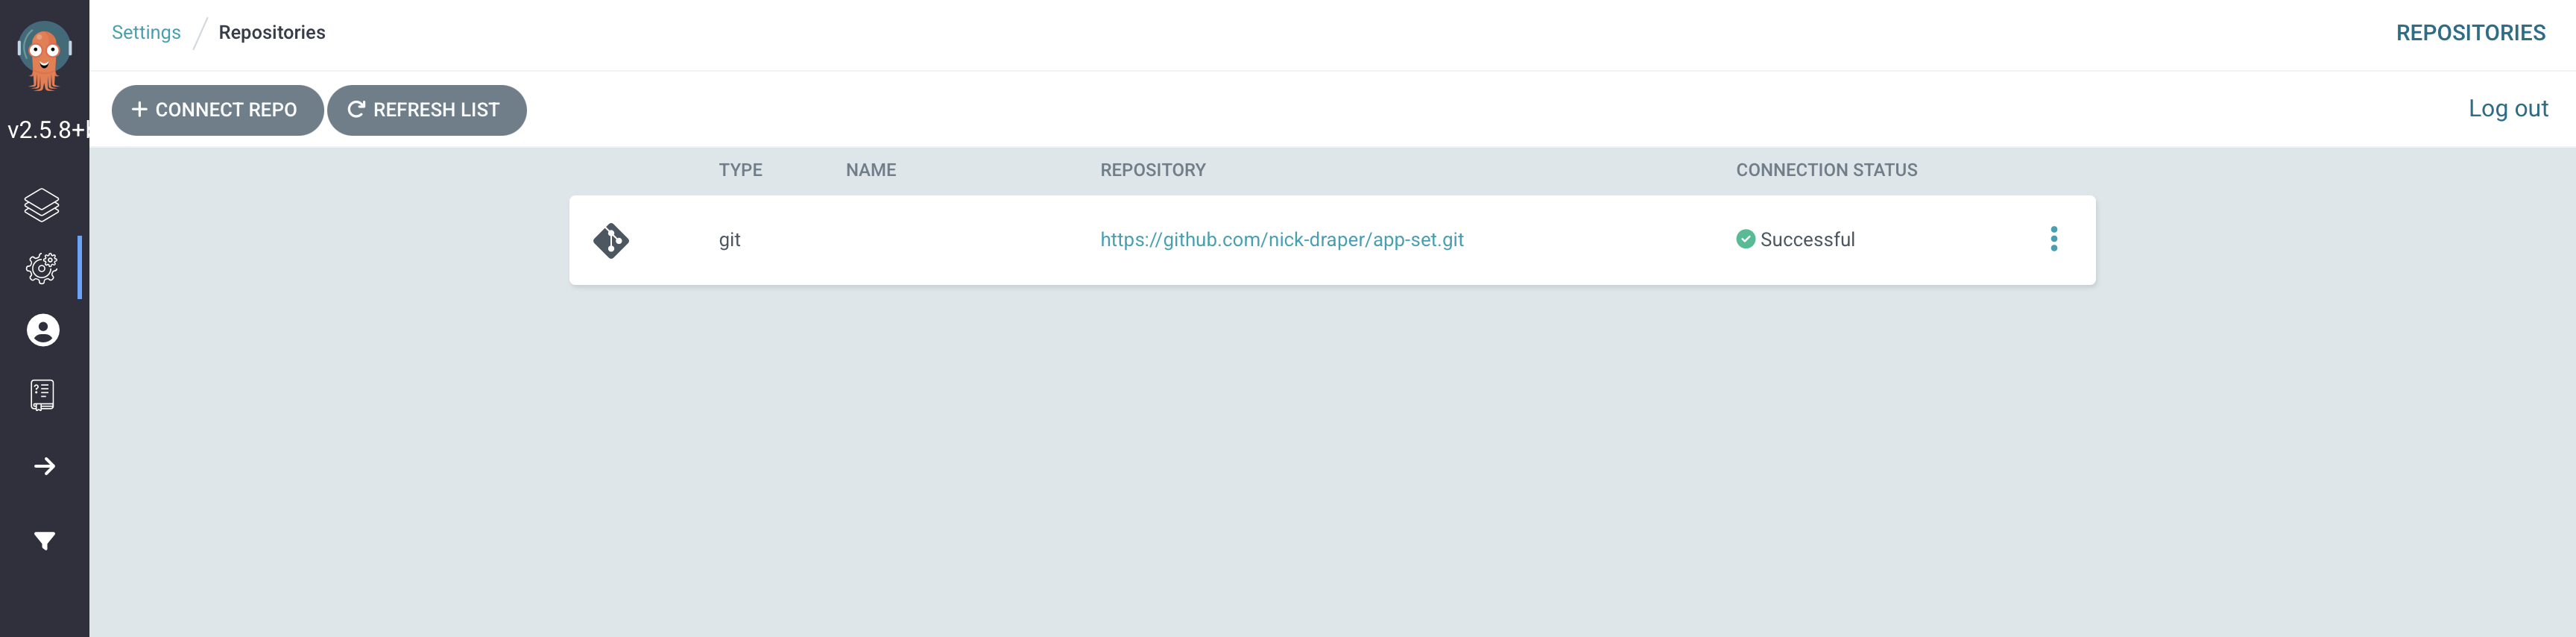 Settings / Repositories
REPOSITORIES
v2.5.8+
CONNECT REPO
REFRESH LIST
Log out
TYPE NAME REPOSITORY CONNECTION STATUS
git https://github.com/nick-draper/app-set.git Successful